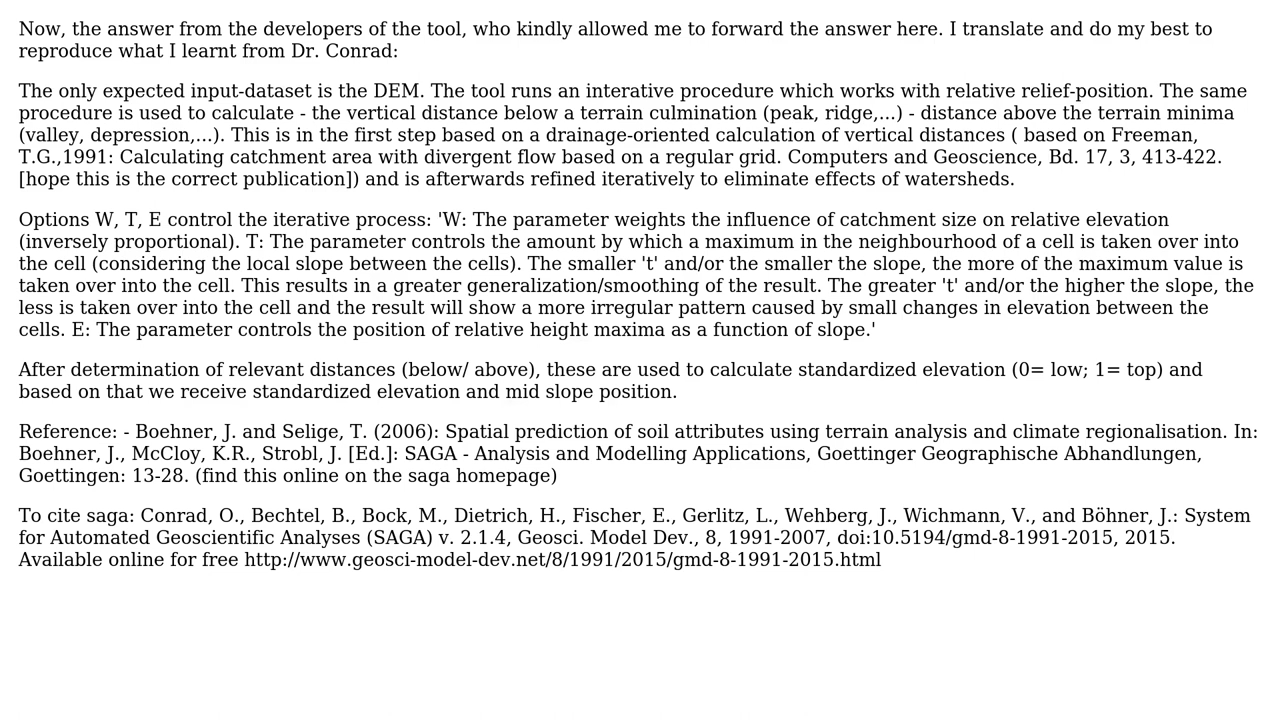 Now, the answer from the developers of the tool, who kindly allowed me to forward the answer here. I translate and do my best to
reproduce what I learnt from Dr. Conrad:
The only expected input-dataset is the DEM. The tool runs an interative procedure which works with relative relief-position. The same
procedure is used to calculate - the vertical distance below a terrain culmination (peak, ridge,...) - distance above the terrain minima
(valley, depression,...). This is in the first step based on a drainage-oriented calculation of vertical distances ( based on Freeman,
T.G.,1991: Calculating catchment area with divergent flow based on a regular grid. Computers and Geoscience, Bd. 17, 3, 413-422.
[hope this is the correct publication]) and is afterwards refined iteratively to eliminate effects of watersheds.
Options W, T, E control the iterative process: 'W: The parameter weights the influence of catchment size on relative elevation
(inversely proportional). T: The parameter controls the amount by which a maximum in the neighbourhood of a cell is taken over into
the cell (considering the local slope between the cells). The smaller 't' and/or the smaller the slope, the more of the maximum value is
taken over into the cell. This results in a greater generalization/smoothing of the result. The greater 't' and/or the higher the slope, the
less is taken over into the cell and the result will show a more irregular pattern caused by small changes in elevation between the
cells. E: The parameter controls the position of relative height maxima as a function of slope.'
After determination of relevant distances (below/ above), these are used to calculate standardized elevation (0= low; 1= top) and
based on that we receive standardized elevation and mid slope position.
Reference: - Boehner, J. and Selige, T. (2006): Spatial prediction of soil attributes using terrain analysis and climate regionalisation. In:
Boehner, J., McCloy, K.R., Strobl, J. [Ed.]: SAGA - Analysis and Modelling Applications, Goettinger Geographische Abhandlungen,
Goettingen: 13-28. (find this online on the saga homepage)
To cite saga: Conrad, O., Bechtel, B., Bock, M., Dietrich, H., Fischer, E., Gerlitz, L., Wehberg, J., Wichmann, V., and Böhner, J.: System
for Automated Geoscientific Analyses (SAGA) v. 2.1.4, Geosci. Model Dev., 8, 1991-2007, doi:10.5194/gmd-8-1991-2015, 2015.
Available online for free http://www.geosci-model-dev.net/8/1991/2015/gmd-8-1991-2015.html